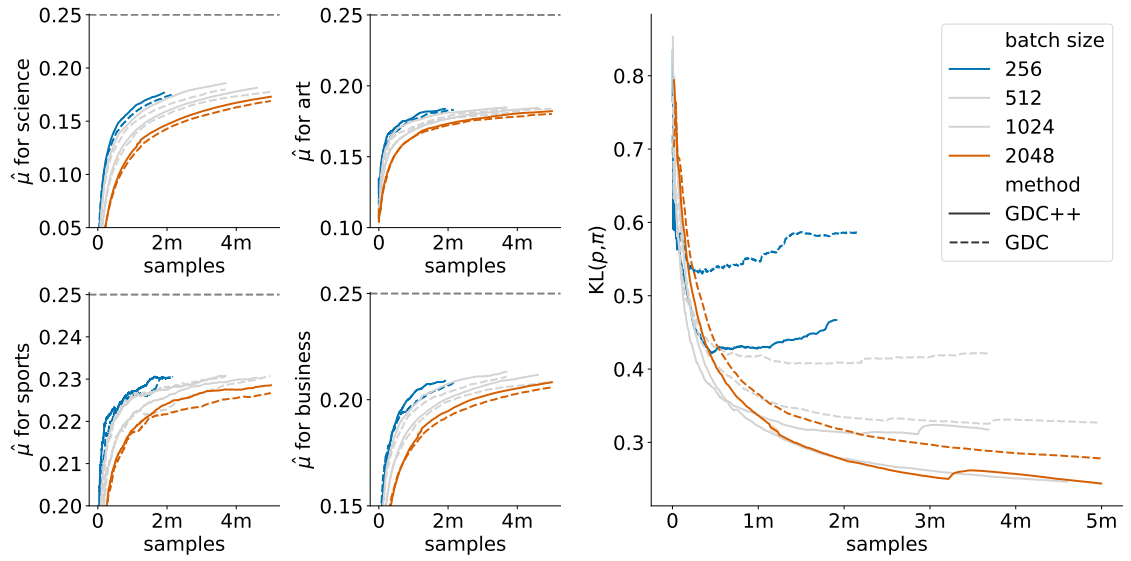 0.25
0.20
0.15
0.10
0.05
μ̂ for science
0 2m 4m
samples
0.25
0.20
0.15
0.10
μ̂ for art
0 2m 4m
samples
0.25
0.24
0.23
0.22
0.21
0.20
μ̂ for sports
0 2m 4m
samples
0.25
0.20
0.15
μ̂ for business
0 2m 4m
samples
0.8
0.7
0.6
0.5
0.4
0.3
KL(p,π)
0 1m 2m 3m 4m 5m
samples
batch size
256
512
1024
2048
method
GDC++
GDC